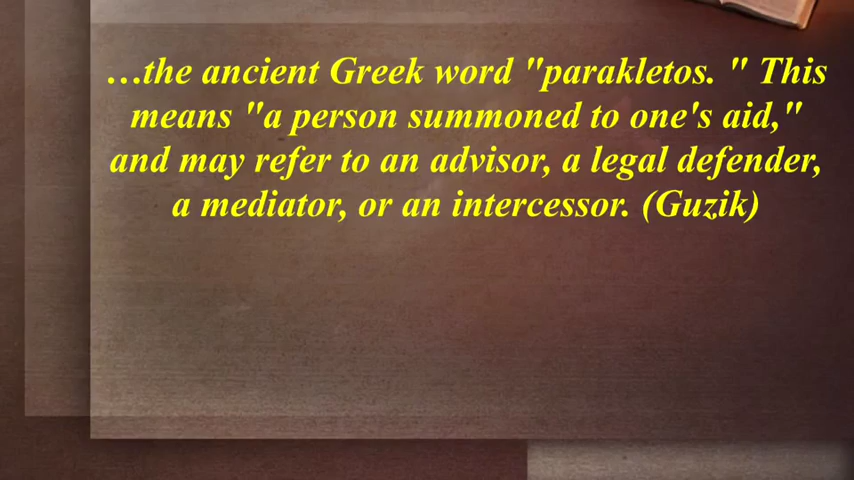 …the ancient Greek word "parakletos. " This
means "a person summoned to one's aid,"
and may refer to an advisor, a legal defender,
a mediator, or an intercessor. (Guzik)